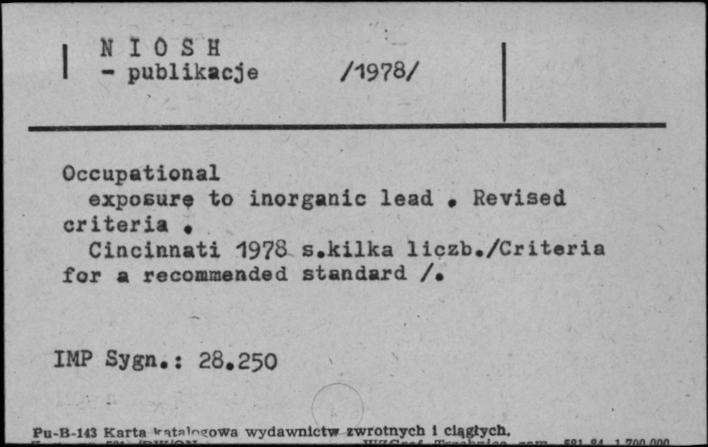 N I O S H
- publikacje /1978/
Occupational
exposure to inorganic lead . Revised
criteria .
Cincinnati 1978 s.kilka liczb./Criteria
for a recommended standard /.
IMP Sygn.: 28.250
Pu-B-143 Karta katalogowa wydawnictw zwrotnych i ciągłych.